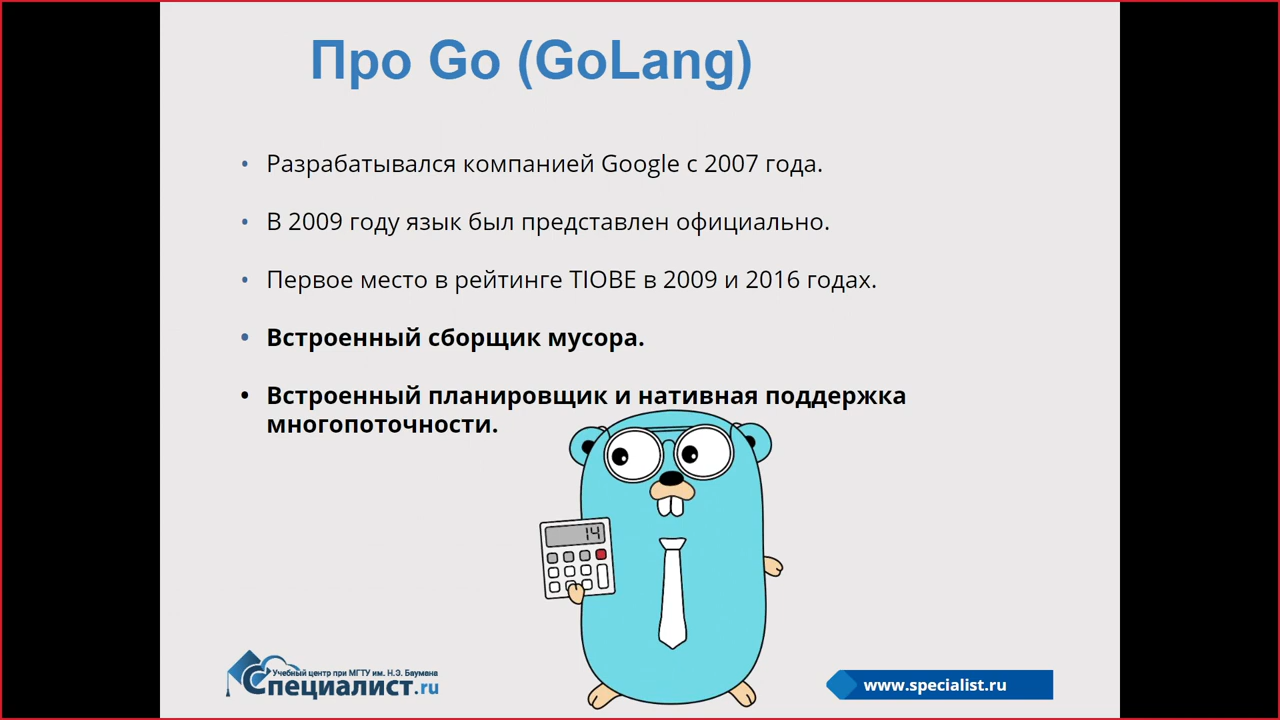 Про Go (GoLang)
• Разрабатывался компанией Google с 2007 года.
• В 2009 году язык был представлен официально.
• Первое место в рейтинге TIOBE в 2009 и 2016 годах.
• Встроенный сборщик мусора.
• Встроенный планировщик и нативная поддержка
многопоточности.
14
Учебный центр при МГТУ им. Н.Э. Баумана
Специалист.ru
www.specialist.ru